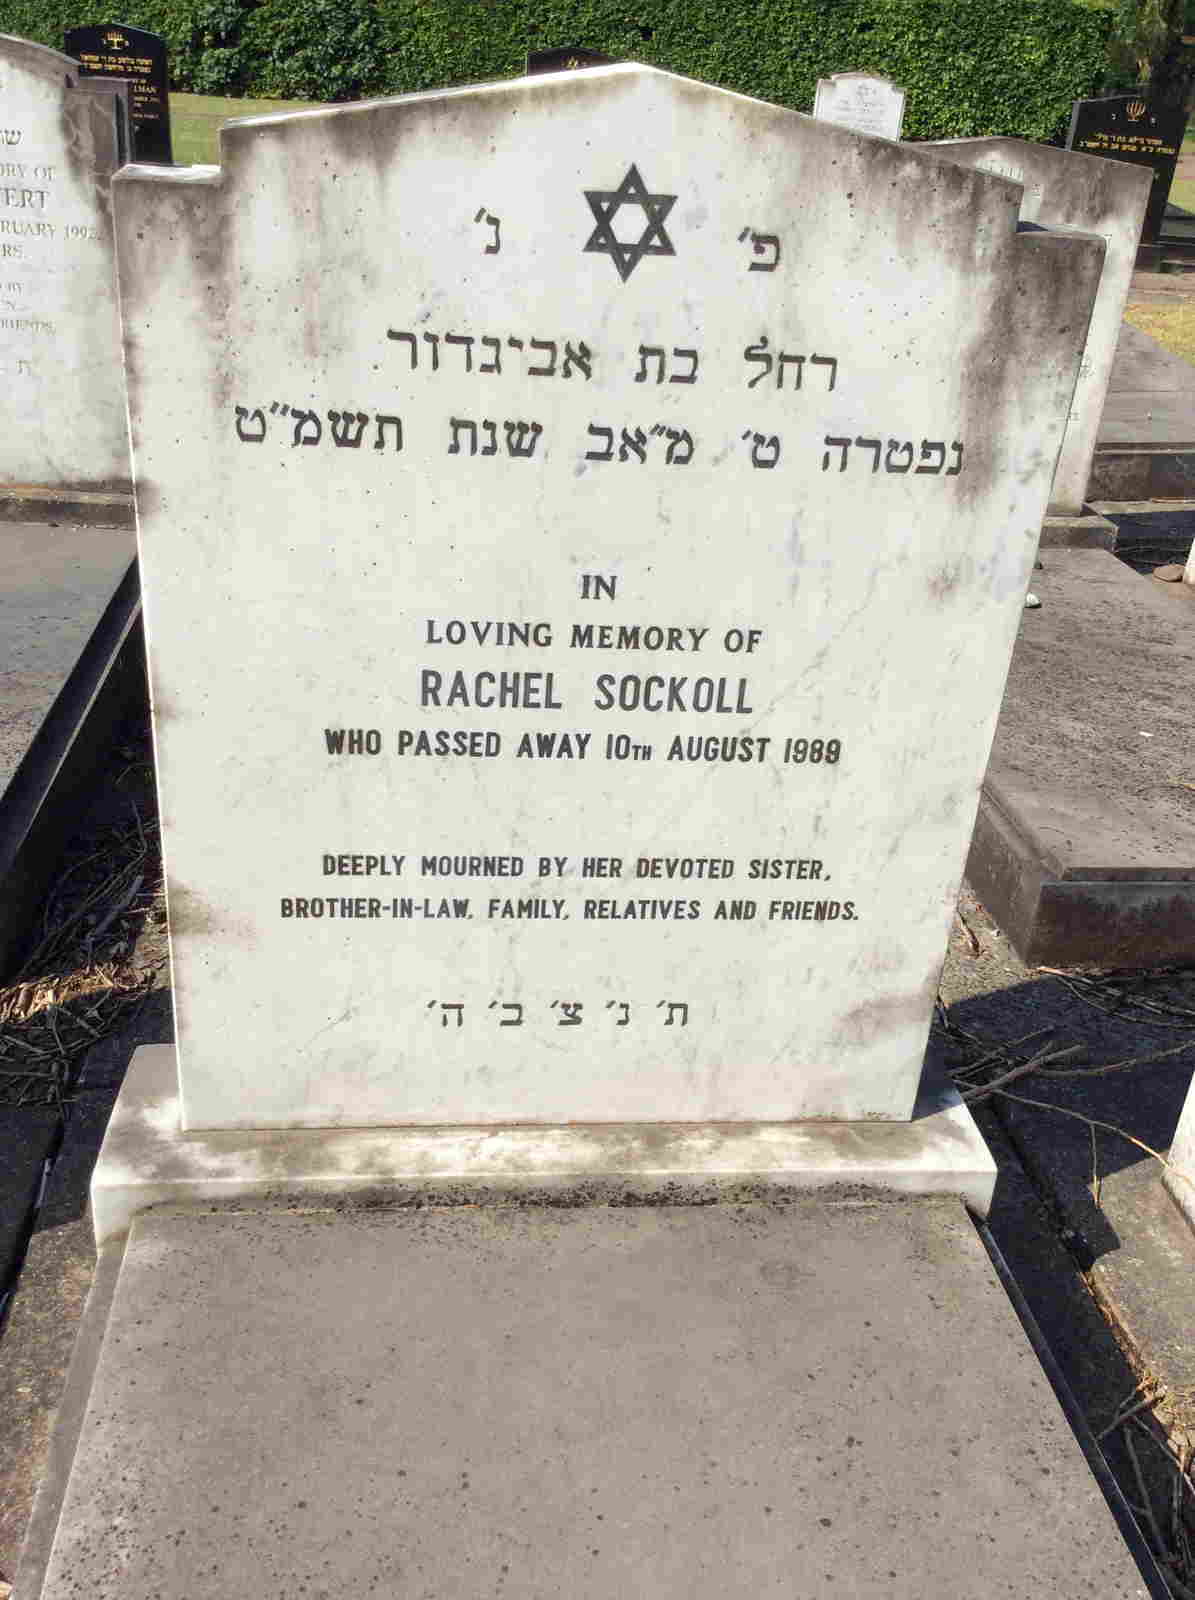 פ׳ נ׳
רחל בת אביגדור
נפטרה ט׳ מ״אב שנת תשמ״ט
IN
LOVING MEMORY OF
RACHEL SOCKOLL
WHO PASSED AWAY 10TH AUGUST 1989
DEEPLY MOURNED BY HER DEVOTED SISTER,
BROTHER-IN-LAW, FAMILY, RELATIVES AND FRIENDS.
ת׳ נ׳ צ׳ ב׳ ה׳